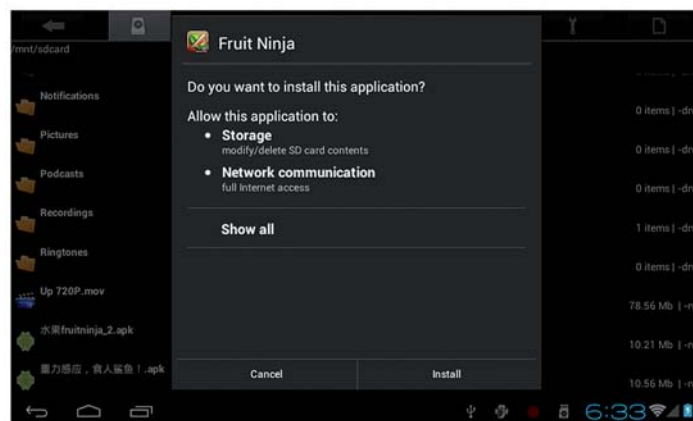 /mnt/sdcard
Fruit Ninja
Do you want to install this application?
Allow this application to:
• Storage
modify/delete SD card contents
• Network communication
full Internet access
Show all
Cancel
Install
Notifications
0 items | -dr
Pictures
0 items | -dr
Podcasts
0 items | -dr
Recordings
1 items | -dr
Ringtones
0 items | -dr
Up 720P.mov
78.56 Mb | -r
水果fruitninja_2.apk
10.21 Mb | -r
重力感应，食人鲨鱼！.apk
10.56 Mb | -r
6:33